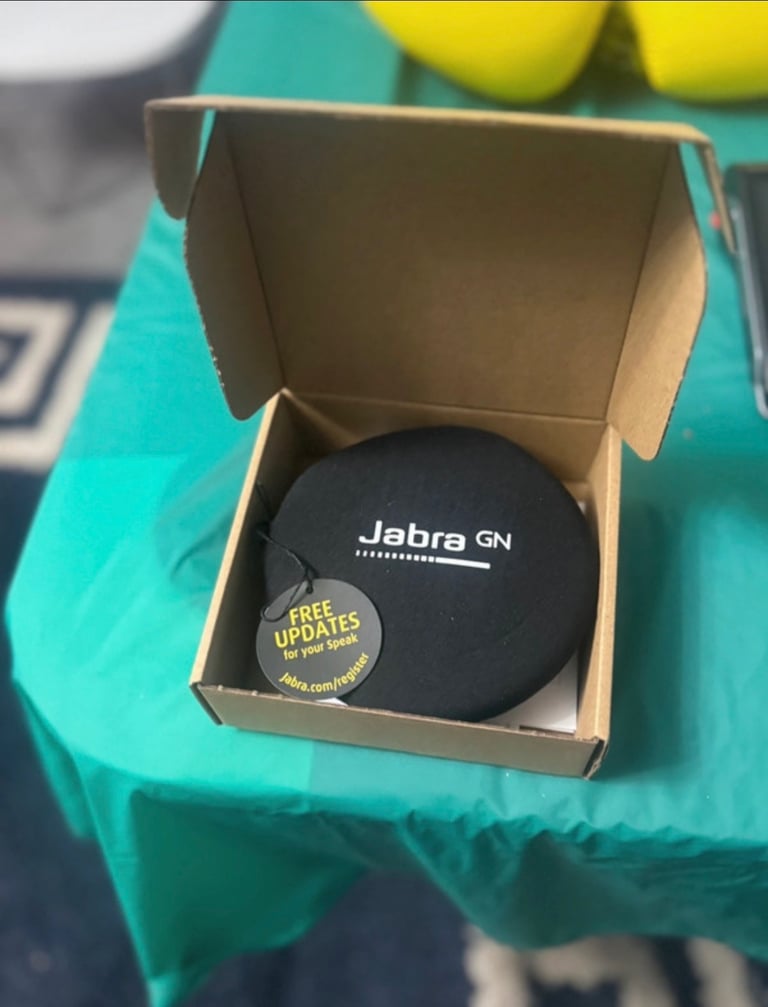 Jabra GN
FREE
UPDATES
for your Speak
jabra.com/register